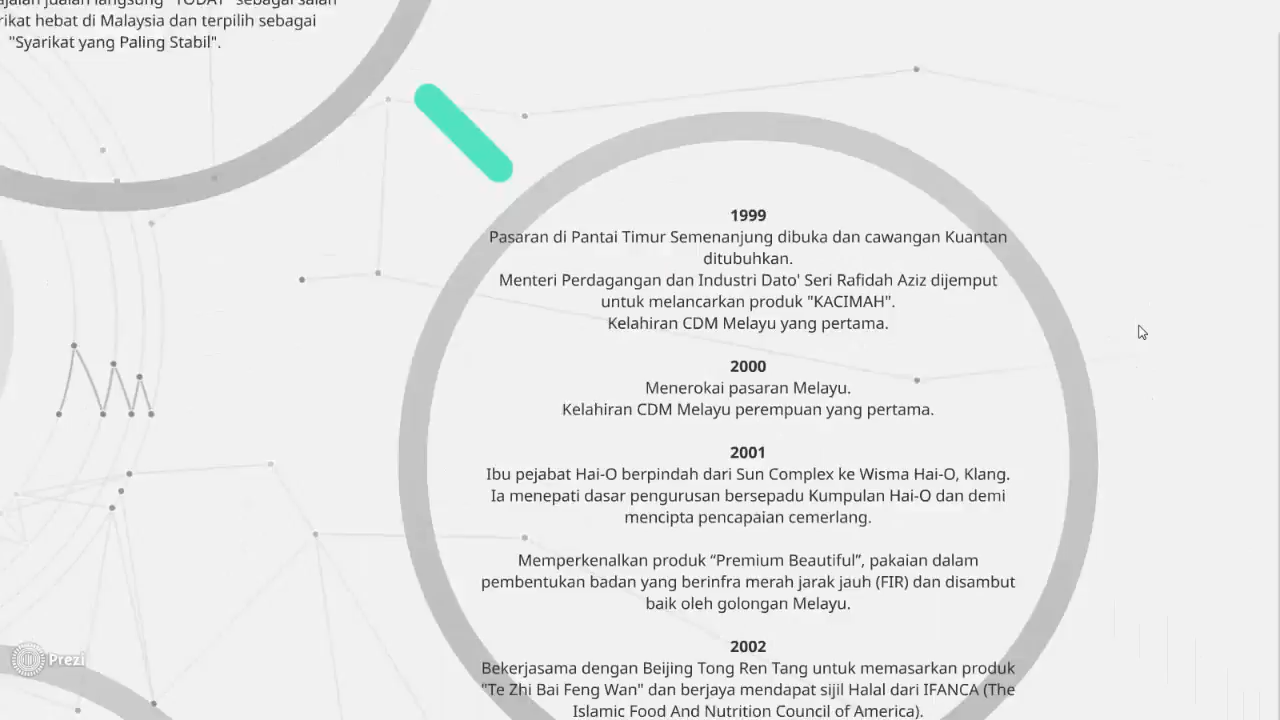 jualan langsung "TODAY" sebagai salah
hebat di Malaysia dan terpilih sebagai
"Syarikat yang Paling Stabil".
1999
Pasaran di Pantai Timur Semenanjung dibuka dan cawangan Kuantan
ditubuhkan.
Menteri Perdagangan dan Industri Dato' Seri Rafidah Aziz dijemput
untuk melancarkan produk "KACIMAH".
Kelahiran CDM Melayu yang pertama.
2000
Menerokai pasaran Melayu.
Kelahiran CDM Melayu perempuan yang pertama.
2001
Ibu pejabat Hai-O berpindah dari Sun Complex ke Wisma Hai-O, Klang.
Ia menepati dasar pengurusan bersepadu Kumpulan Hai-O dan demi
mencipta pencapaian cemerlang.
Memperkenalkan produk “Premium Beautiful”, pakaian dalam
pembentukan badan yang berinfra merah jarak jauh (FIR) dan disambut
baik oleh golongan Melayu.
2002
Bekerjasama dengan Beijing Tong Ren Tang untuk memasarkan produk
"Te Zhi Bai Feng Wan" dan berjaya mendapat sijil Halal dari IFANCA (The
Islamic Food And Nutrition Council of America).
Prezi